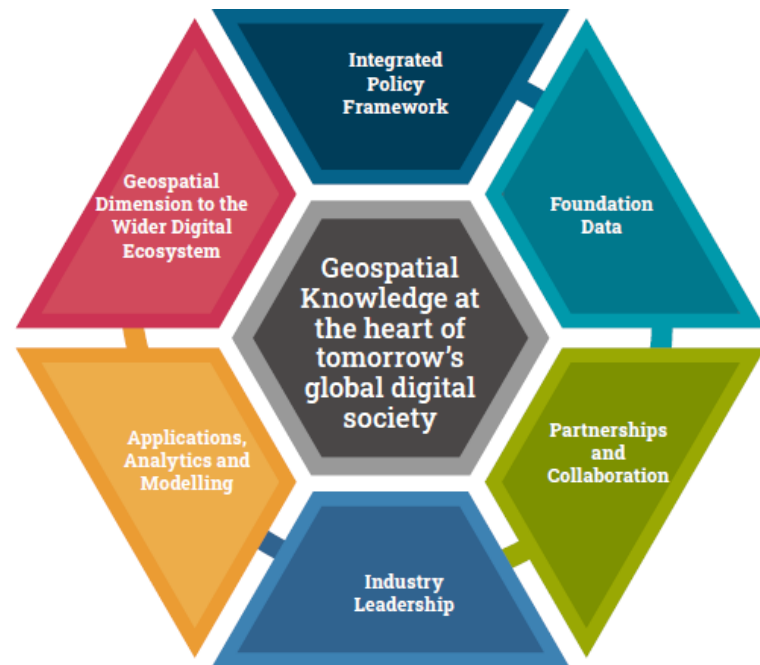 Integrated
Policy
Framework
Foundation
Data
Partnerships
and
Collaboration
Industry
Leadership
Applications,
Analytics and
Modelling
Geospatial
Dimension to the
Wider Digital
Ecosystem
Geospatial
Knowledge at
the heart of
tomorrow's
global digital
society